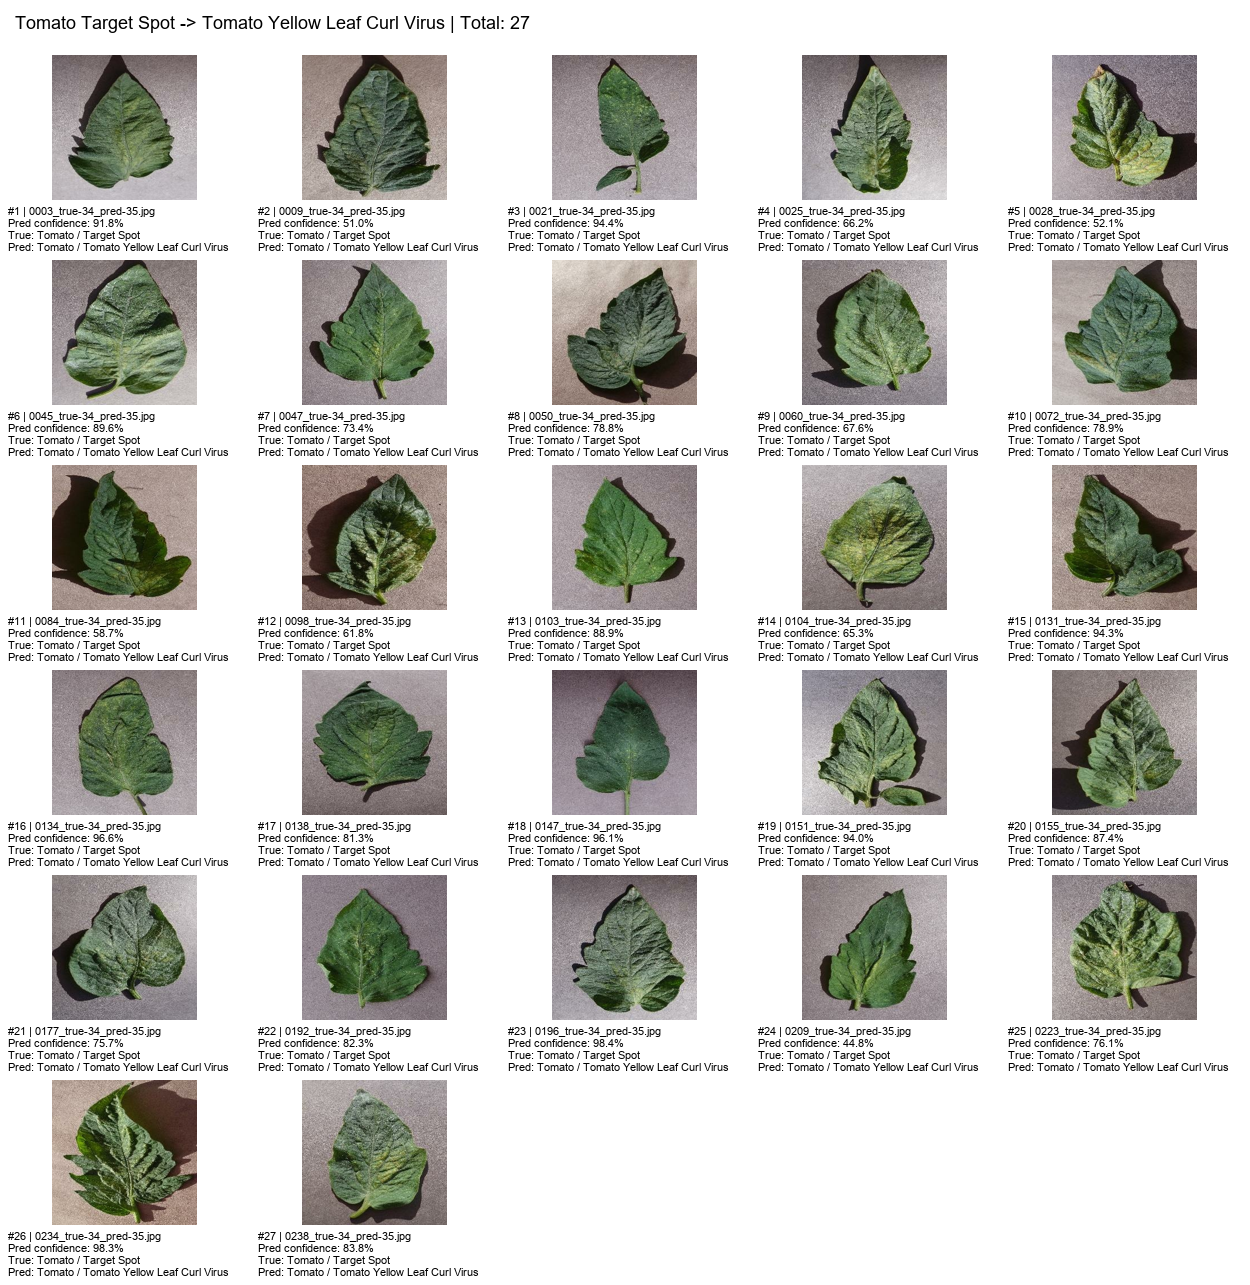 Tomato Target Spot -> Tomato Yellow Leaf Curl Virus | Total: 27
#1 | 0003_true-34_pred-35.jpg
Pred confidence: 91.8%
True: Tomato / Target Spot
Pred: Tomato / Tomato Yellow Leaf Curl Virus
#2 | 0009_true-34_pred-35.jpg
Pred confidence: 51.0%
True: Tomato / Target Spot
Pred: Tomato / Tomato Yellow Leaf Curl Virus
#3 | 0021_true-34_pred-35.jpg
Pred confidence: 94.4%
True: Tomato / Target Spot
Pred: Tomato / Tomato Yellow Leaf Curl Virus
#4 | 0025_true-34_pred-35.jpg
Pred confidence: 66.2%
True: Tomato / Target Spot
Pred: Tomato / Tomato Yellow Leaf Curl Virus
#5 | 0028_true-34_pred-35.jpg
Pred confidence: 52.1%
True: Tomato / Target Spot
Pred: Tomato / Tomato Yellow Leaf Curl Virus
#6 | 0045_true-34_pred-35.jpg
Pred confidence: 89.6%
True: Tomato / Target Spot
Pred: Tomato / Tomato Yellow Leaf Curl Virus
#7 | 0047_true-34_pred-35.jpg
Pred confidence: 73.4%
True: Tomato / Target Spot
Pred: Tomato / Tomato Yellow Leaf Curl Virus
#8 | 0050_true-34_pred-35.jpg
Pred confidence: 78.8%
True: Tomato / Target Spot
Pred: Tomato / Tomato Yellow Leaf Curl Virus
#9 | 0060_true-34_pred-35.jpg
Pred confidence: 67.6%
True: Tomato / Target Spot
Pred: Tomato / Tomato Yellow Leaf Curl Virus
#10 | 0072_true-34_pred-35.jpg
Pred confidence: 78.9%
True: Tomato / Target Spot
Pred: Tomato / Tomato Yellow Leaf Curl Virus
#11 | 0084_true-34_pred-35.jpg
Pred confidence: 58.7%
True: Tomato / Target Spot
Pred: Tomato / Tomato Yellow Leaf Curl Virus
#12 | 0098_true-34_pred-35.jpg
Pred confidence: 61.8%
True: Tomato / Target Spot
Pred: Tomato / Tomato Yellow Leaf Curl Virus
#13 | 0103_true-34_pred-35.jpg
Pred confidence: 88.9%
True: Tomato / Target Spot
Pred: Tomato / Tomato Yellow Leaf Curl Virus
#14 | 0104_true-34_pred-35.jpg
Pred confidence: 65.3%
True: Tomato / Target Spot
Pred: Tomato / Tomato Yellow Leaf Curl Virus
#15 | 0131_true-34_pred-35.jpg
Pred confidence: 94.3%
True: Tomato / Target Spot
Pred: Tomato / Tomato Yellow Leaf Curl Virus
#16 | 0134_true-34_pred-35.jpg
Pred confidence: 96.6%
True: Tomato / Target Spot
Pred: Tomato / Tomato Yellow Leaf Curl Virus
#17 | 0138_true-34_pred-35.jpg
Pred confidence: 81.3%
True: Tomato / Target Spot
Pred: Tomato / Tomato Yellow Leaf Curl Virus
#18 | 0147_true-34_pred-35.jpg
Pred confidence: 96.1%
True: Tomato / Target Spot
Pred: Tomato / Tomato Yellow Leaf Curl Virus
#19 | 0151_true-34_pred-35.jpg
Pred confidence: 94.0%
True: Tomato / Target Spot
Pred: Tomato / Tomato Yellow Leaf Curl Virus
#20 | 0155_true-34_pred-35.jpg
Pred confidence: 87.4%
True: Tomato / Target Spot
Pred: Tomato / Tomato Yellow Leaf Curl Virus
#21 | 0177_true-34_pred-35.jpg
Pred confidence: 75.7%
True: Tomato / Target Spot
Pred: Tomato / Tomato Yellow Leaf Curl Virus
#22 | 0192_true-34_pred-35.jpg
Pred confidence: 82.3%
True: Tomato / Target Spot
Pred: Tomato / Tomato Yellow Leaf Curl Virus
#23 | 0196_true-34_pred-35.jpg
Pred confidence: 98.4%
True: Tomato / Target Spot
Pred: Tomato / Tomato Yellow Leaf Curl Virus
#24 | 0209_true-34_pred-35.jpg
Pred confidence: 44.8%
True: Tomato / Target Spot
Pred: Tomato / Tomato Yellow Leaf Curl Virus
#25 | 0223_true-34_pred-35.jpg
Pred confidence: 76.1%
True: Tomato / Target Spot
Pred: Tomato / Tomato Yellow Leaf Curl Virus
#26 | 0234_true-34_pred-35.jpg
Pred confidence: 98.3%
True: Tomato / Target Spot
Pred: Tomato / Tomato Yellow Leaf Curl Virus
#27 | 0238_true-34_pred-35.jpg
Pred confidence: 83.8%
True: Tomato / Target Spot
Pred: Tomato / Tomato Yellow Leaf Curl Virus